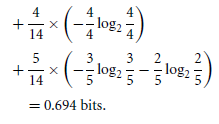 + 4/14 × (−4/4 log₂ 4/4)
+ 5/14 × (−3/5 log₂ 3/5 − 2/5 log₂ 2/5)
= 0.694 bits.